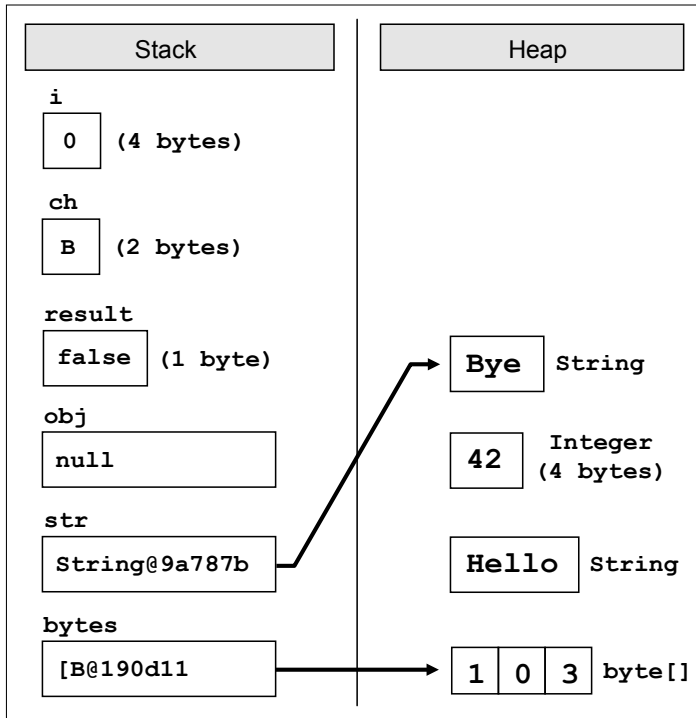 Stack
Heap
i
0 (4 bytes)
ch
B (2 bytes)
result
false (1 byte)
Bye String
obj
null
42
Integer
(4 bytes)
str
String@9a787b
Hello String
bytes
[B@190d11
1 0 3 byte[]